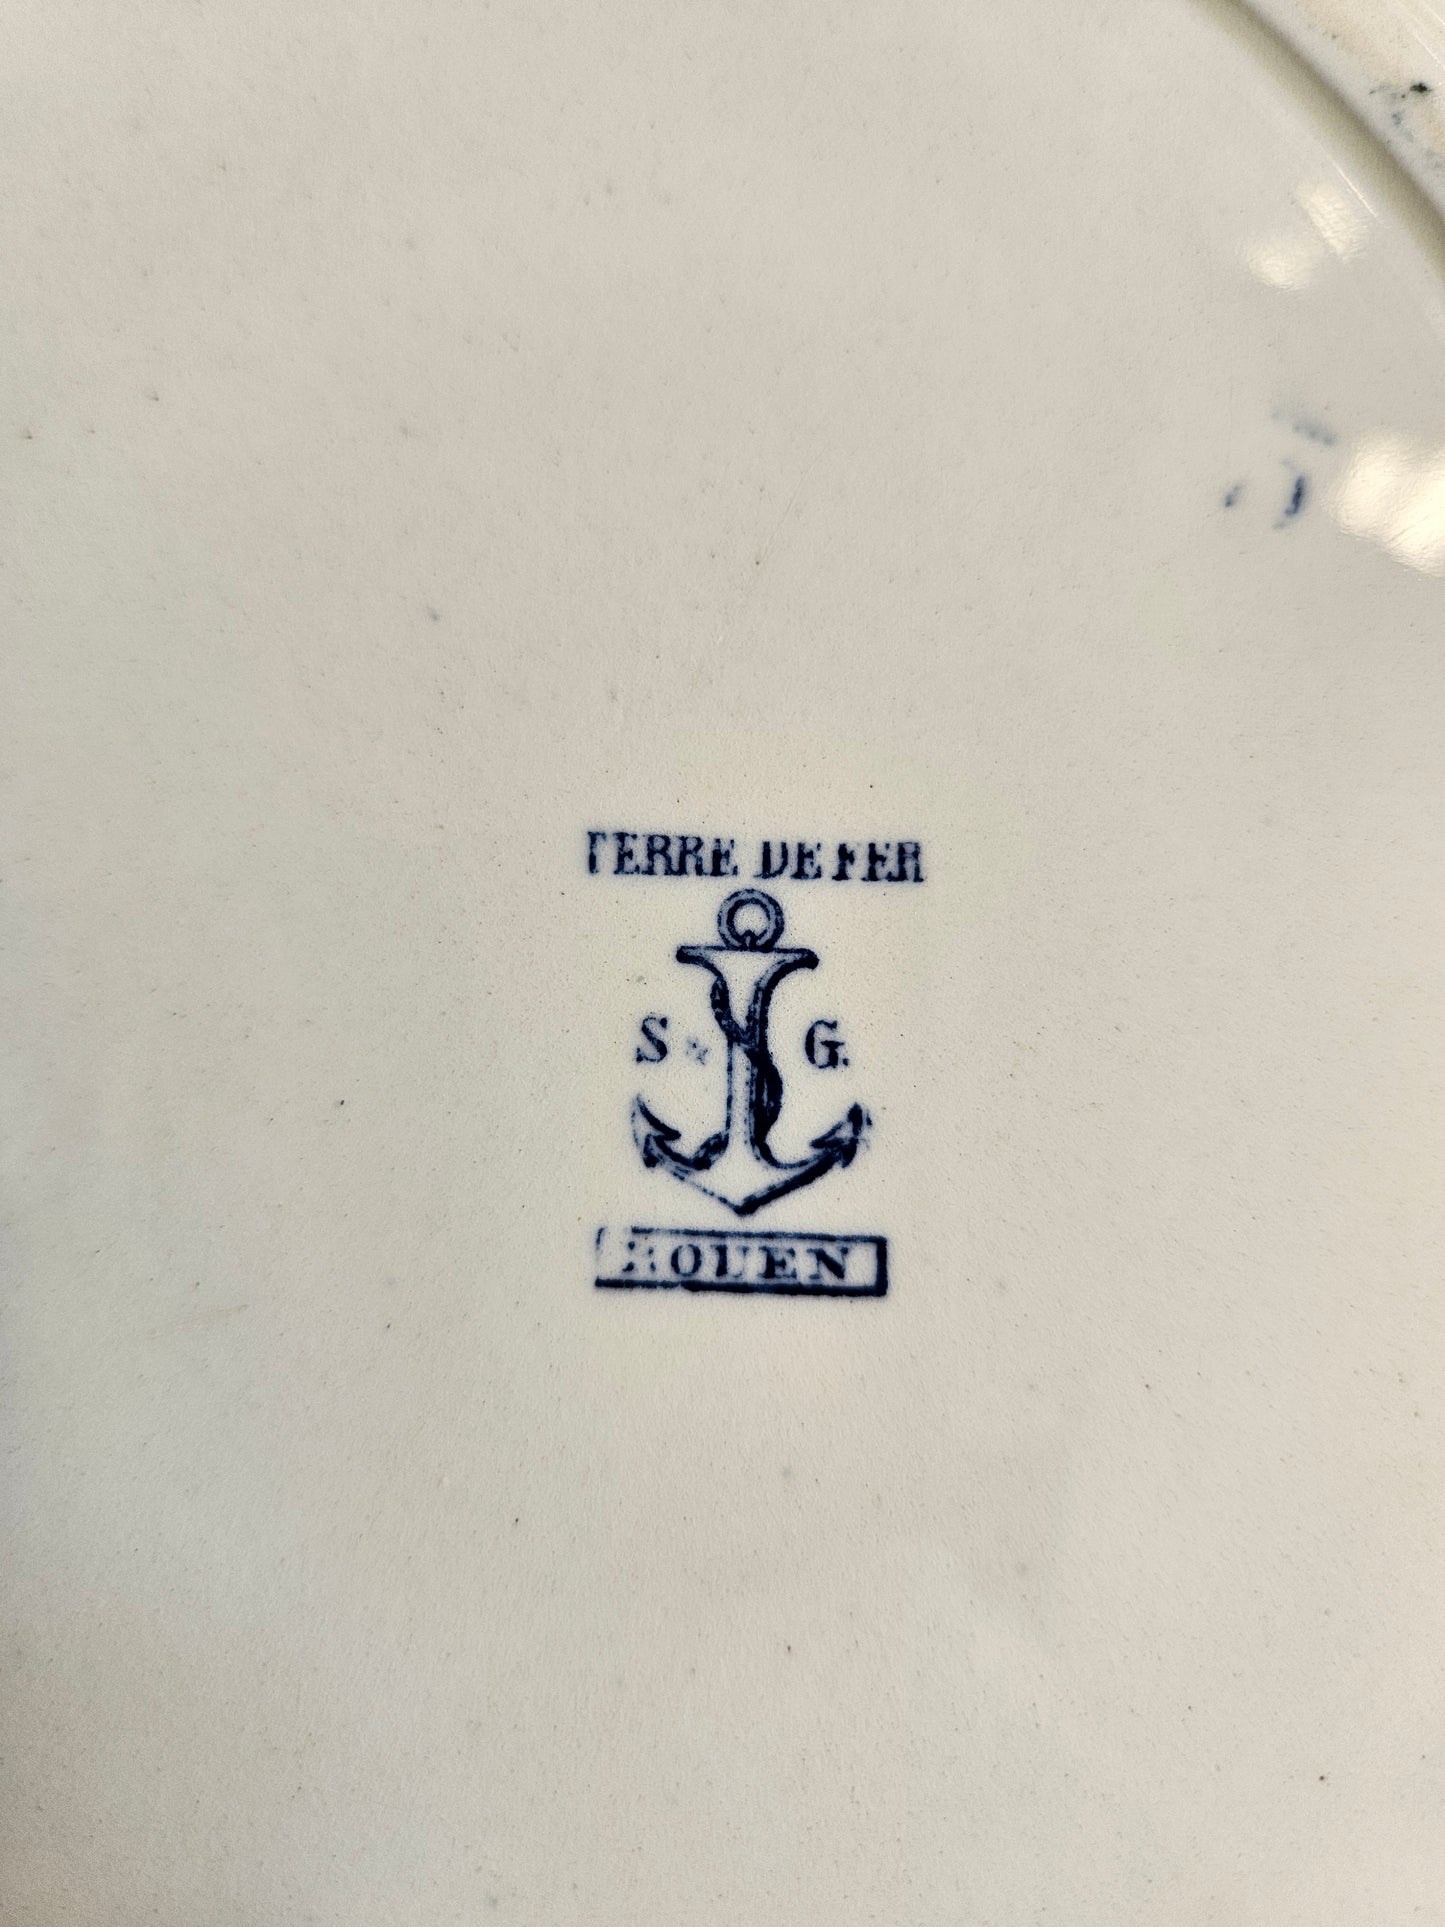 TERRE DE FER
S & G.
ROUEN